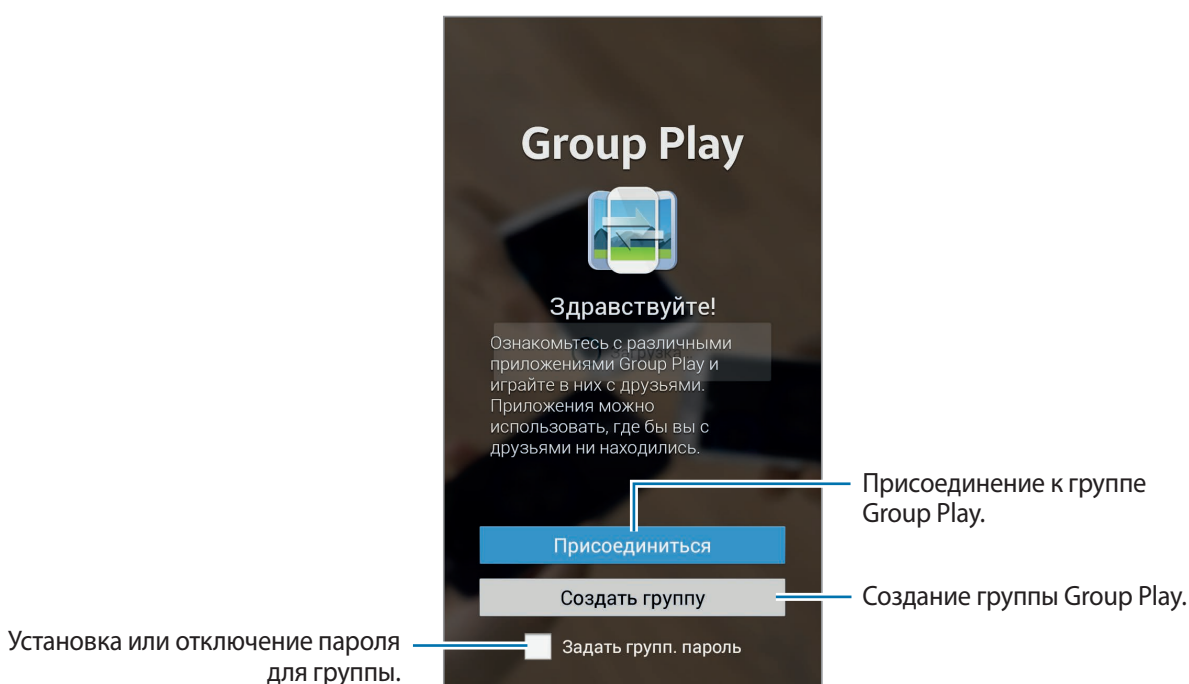 Group Play
Здравствуйте!
Загрузка
Ознакомьтесь с различными
приложениями Group Play и
играйте в них с друзьями.
Приложения можно
использовать, где бы вы с
друзьями ни находились.
Присоединение к группе
Group Play.
Присоединиться
Создать группу
Создание группы Group Play.
Установка или отключение пароля
для группы.
Задать групп. пароль